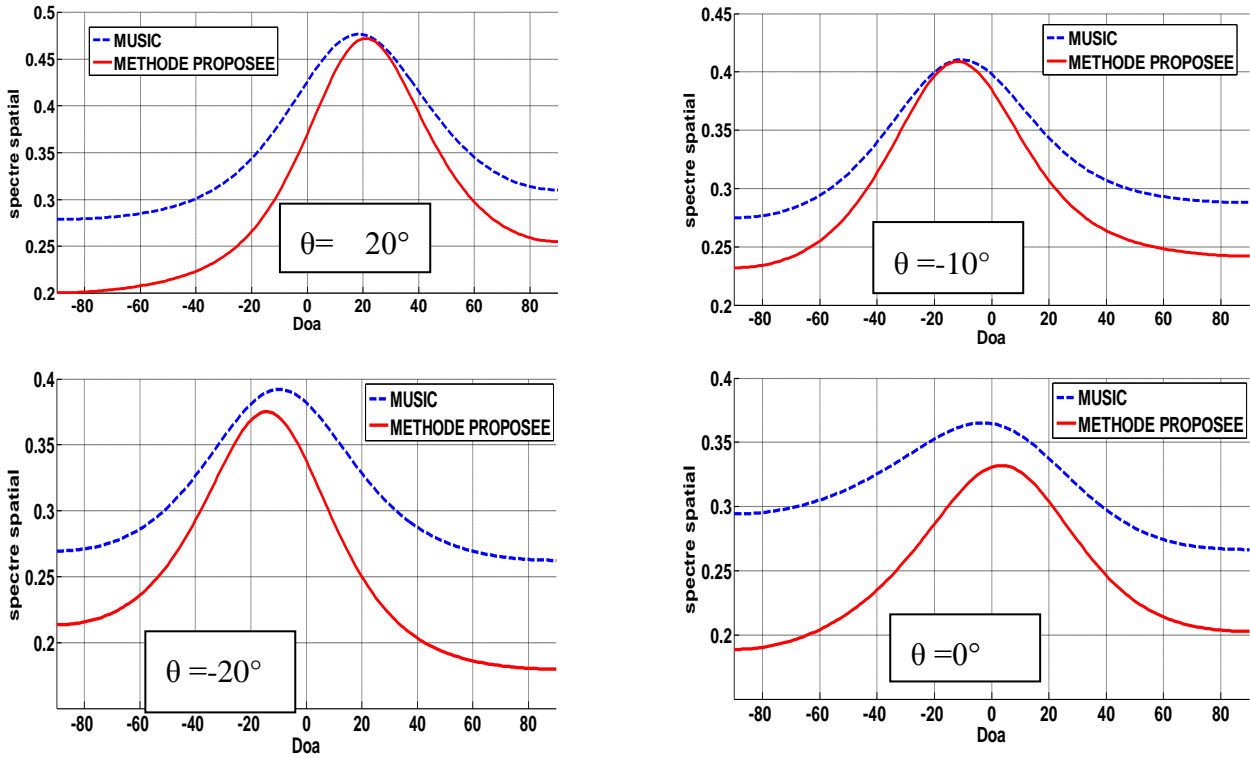 0.5
0.45
0.4
0.35
0.3
0.25
0.2
spectre spatial
MUSIC
METHODE PROPOSEE
θ= 20°
-80 -60 -40 -20 0 20 40 60 80
Doa
0.45
0.4
0.35
0.3
0.25
0.2
spectre spatial
MUSIC
METHODE PROPOSEE
θ =-10°
-80 -60 -40 -20 0 20 40 60 80
Doa
0.4
0.35
0.3
0.25
0.2
spectre spatial
MUSIC
METHODE PROPOSEE
θ =-20°
-80 -60 -40 -20 0 20 40 60 80
Doa
0.4
0.35
0.3
0.25
0.2
spectre spatial
MUSIC
METHODE PROPOSEE
θ =0°
-80 -60 -40 -20 0 20 40 60 80
Doa